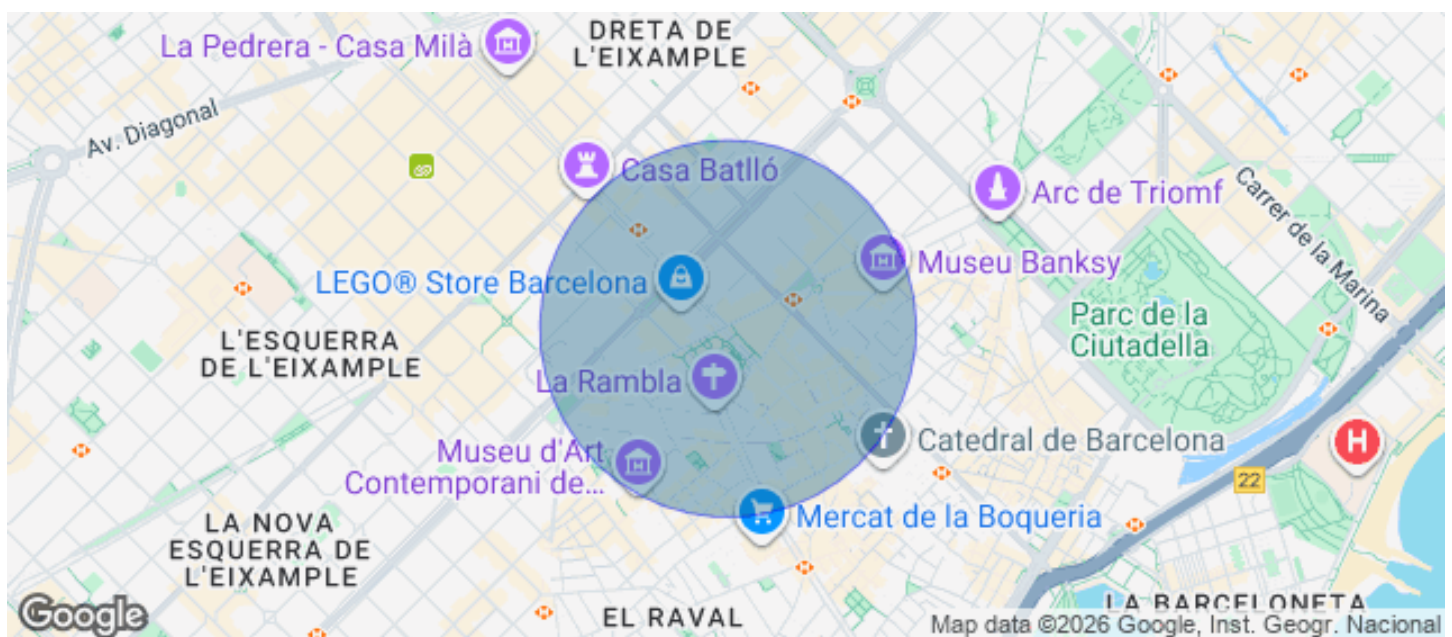 La Pedrera - Casa Milà
DRETA DE
L'EIXAMPLE
Av. Diagonal
Casa Batlló
Arc de Triomf
Carrer de la Marina
LEGO® Store Barcelona
Museu Banksy
Parc de la
Ciutadella
L'ESQUERRA
DE L'EIXAMPLE
La Rambla
Museu d'Art
Contemporani de...
Catedral de Barcelona
H
22
LA NOVA
ESQUERRA DE
L'EIXAMPLE
Mercat de la Boqueria
EL RAVAL
LA BARCELONETA
Google
Map data ©2026 Google, Inst. Geogr. Nacional